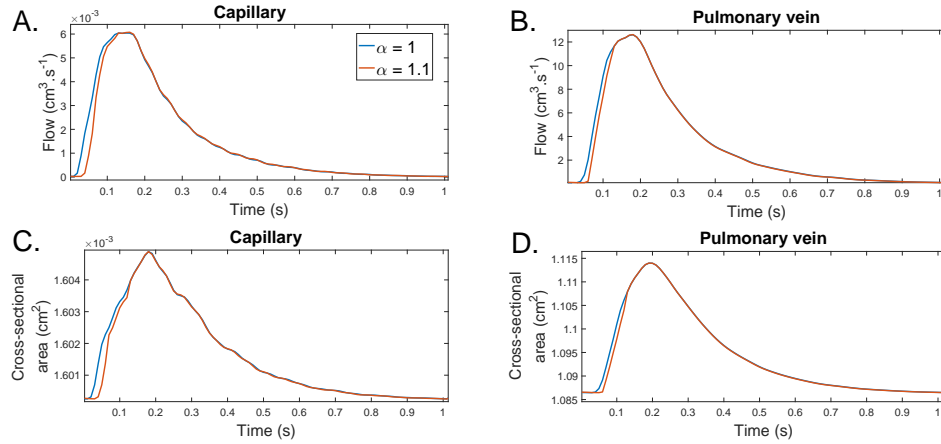 A.
Capillary
×10⁻³
6
5
4
3
2
1
0
Flow (cm³.s⁻¹)
α = 1
α = 1.1
0.1 0.2 0.3 0.4 0.5 0.6 0.7 0.8 0.9 1
Time (s)
B.
Pulmonary vein
12
10
8
6
4
2
Flow (cm³.s⁻¹)
0.1 0.2 0.3 0.4 0.5 0.6 0.7 0.8 0.9 1
Time (s)
C.
Capillary
×10⁻³
1.604
1.603
1.602
1.601
Cross-sectional
area (cm²)
0.1 0.2 0.3 0.4 0.5 0.6 0.7 0.8 0.9 1
Time (s)
D.
Pulmonary vein
1.115
1.11
1.105
1.1
1.095
1.09
1.085
Cross-sectional
area (cm²)
0.1 0.2 0.3 0.4 0.5 0.6 0.7 0.8 0.9 1
Time (s)